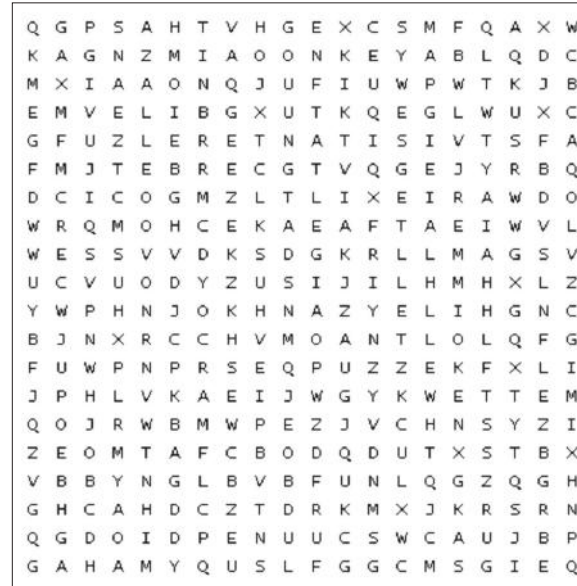 Q G P S A H T V H G E X C S M F Q A X W
K A G N Z M I A O O N K E Y A B L Q D C
M X I A A O N Q J U F I U W P W T K J B
E M V E L I B G X U T K Q E G L W U X C
G F U Z L E R E T N A T I S I V T S F A
F M J T E B R E C G T V Q G E J Y R B Q
D C I C O G M Z L T L I X E I R A W D O
W R Q M O H C E K A E A F T A E I W V L
W E S S V V D K S D G K R L L M A G S V
U C V U O D Y Z U S I J I L H M H X L Z
Y W P H N J O K H N A Z Y E L I H G N C
B J N X R C C H V M O A N T L O L Q F G
F U W P N P R S E Q P U Z Z E K F X L I
J P H L V K A E I J W G Y K W E T T E M
Q O J R W B M W P E Z J V C H N S Y Z I
Z E O M T A F C B O D Q D U T X S T B X
V B B Y N G L B V B F U N L Q G Z Q G H
G H C A H D C Z T D R K M X J K R S R N
Q G D O I D P E N U U C S W C A U J B P
G A H A M Y Q U S L F G G C M S G I E Q